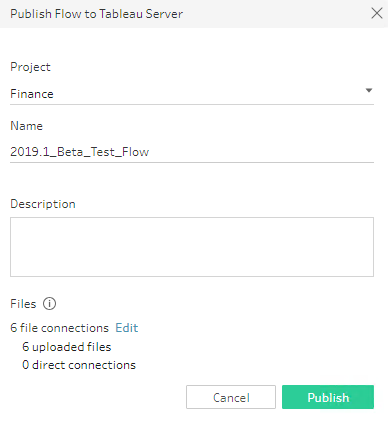 Publish Flow to Tableau Server
Project
Finance
Name
2019.1_Beta_Test_Flow
Description
Files
6 file connections Edit
6 uploaded files
0 direct connections
Cancel Publish